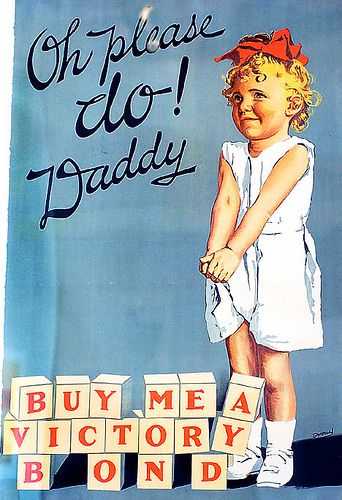 Oh please
do!
Daddy
BUY ME A
VICTORY
BOND